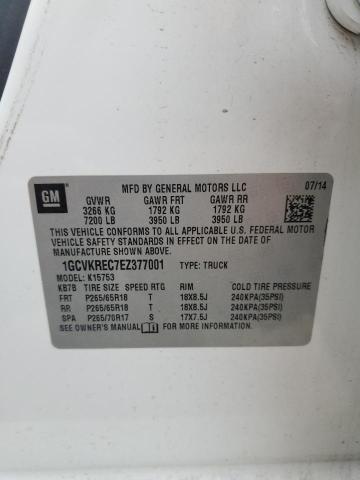 GM
MFD BY GENERAL MOTORS LLC 07/14
GVWR GAWR FRT GAWR RR
3266 KG 1792 KG 1792 KG
7200 LB 3950 LB 3950 LB
THIS VEHICLE CONFORMS TO ALL APPLICABLE U.S. FEDERAL MOTOR
VEHICLE SAFETY STANDARDS IN EFFECT ON THE DATE OF
MANUFACTURE SHOWN ABOVE.
1GCVKREC7EZ377001 TYPE: TRUCK
MODEL: K15753
KB7B TIRE SIZE SPEED RTG RIM COLD TIRE PRESSURE
FRT P265/65R18 T 18X8.5J 240KPA(35PSI)
RR P265/65R18 T 18X8.5J 240KPA(35PSI)
SPA P265/70R17 S 17X7.5J 240KPA(35PSI)
SEE OWNER'S MANUAL FOR ADDITIONAL INFORMATION.